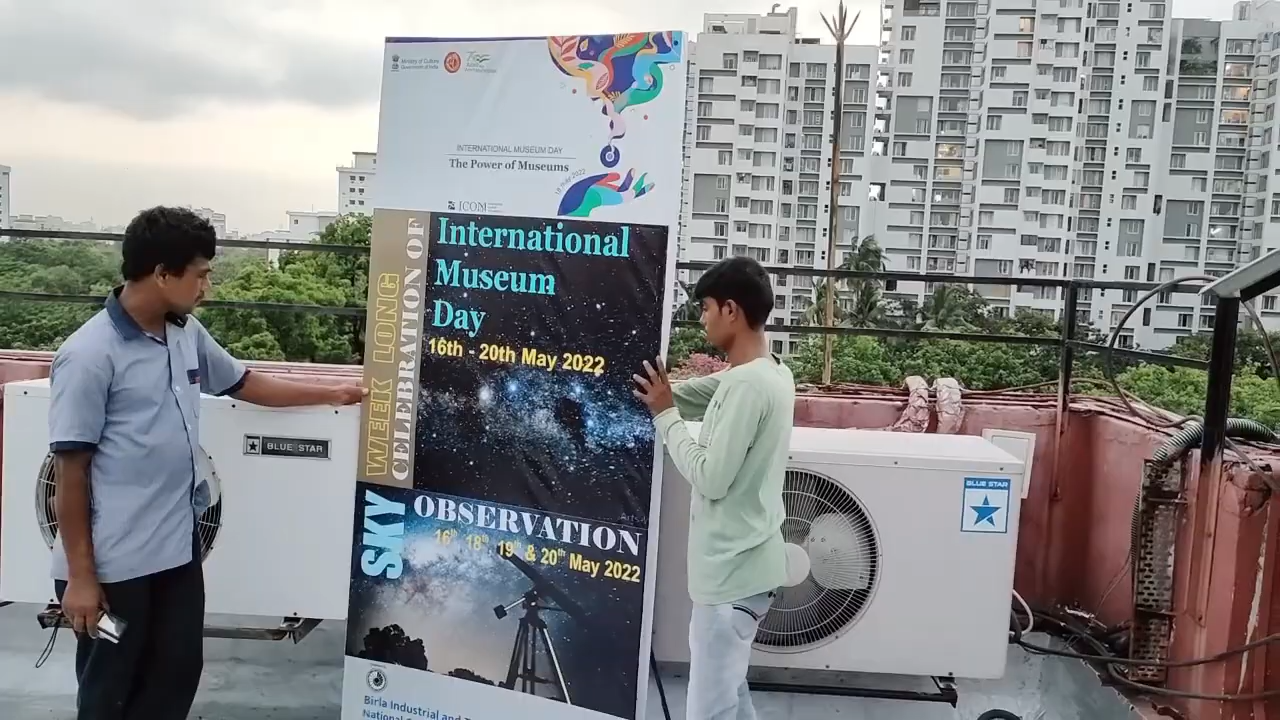 Ministry of Culture
Government of India
INTERNATIONAL MUSEUM DAY
The Power of Museums
18 May 2022
ICOM
WEEK LONG
CELEBRATION OF
International
Museum
Day
16th - 20th May 2022
SKY
OBSERVATION
16th, 18th, 19th & 20th May 2022
Birla Industrial and
National
BLUE STAR
BLUE STAR